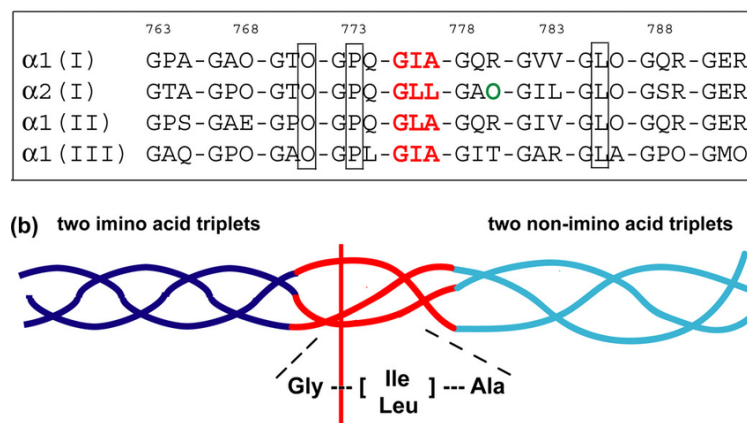 763 768 773 778 783 788
α1(I) GPA-GAO-GTO-GPQ-GIA-GQR-GVV-GLO-GQR-GER
α2(I) GTA-GPO-GTO-GPQ-GLL-GAO-GIL-GLO-GSR-GER
α1(II) GPS-GAE-GPO-GPQ-GLA-GQR-GIV-GLO-GQR-GER
α1(III) GAQ-GPO-GAO-GPL-GIA-GIT-GAR-GLA-GPO-GMO
(b) two imino acid triplets two non-imino acid triplets
Gly --- [ Ile ] --- Ala
Leu